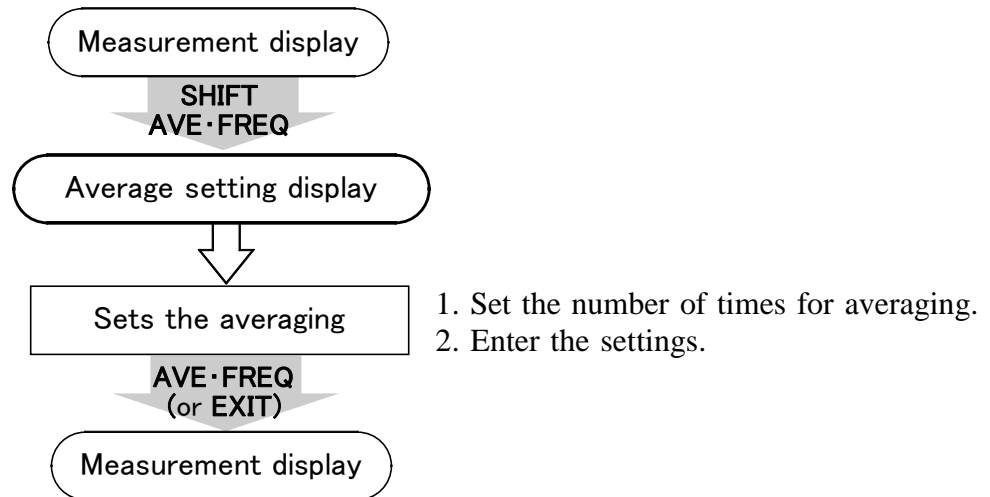 Measurement display
SHIFT
AVE·FREQ
Average setting display
Sets the averaging
1. Set the number of times for averaging.
2. Enter the settings.
AVE·FREQ
(or EXIT)
Measurement display